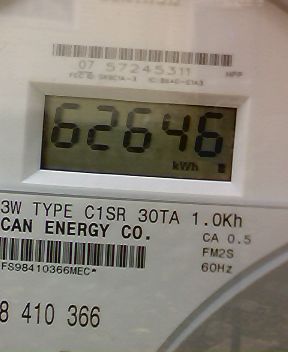 07 57245311
HPP
62646
kWh
3W TYPE C1SR 30TA 1.0Kh
CAN ENERGY CO.
CA 0.5
FM2S
60Hz
FS98410366MEC*
8 410 366